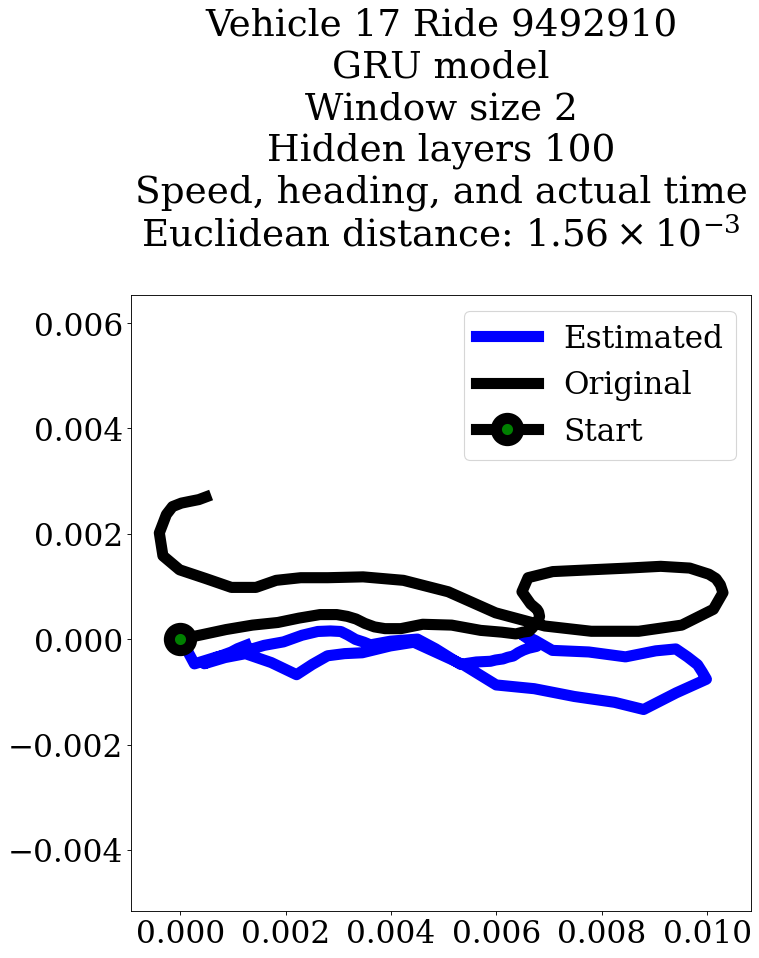 Vehicle 17 Ride 9492910
GRU model
Window size 2
Hidden layers 100
Speed, heading, and actual time
Euclidean distance: 1.56 × 10⁻³
Estimated
Original
Start
0.006
0.004
0.002
0.000
−0.002
−0.004
0.000 0.002 0.004 0.006 0.008 0.010